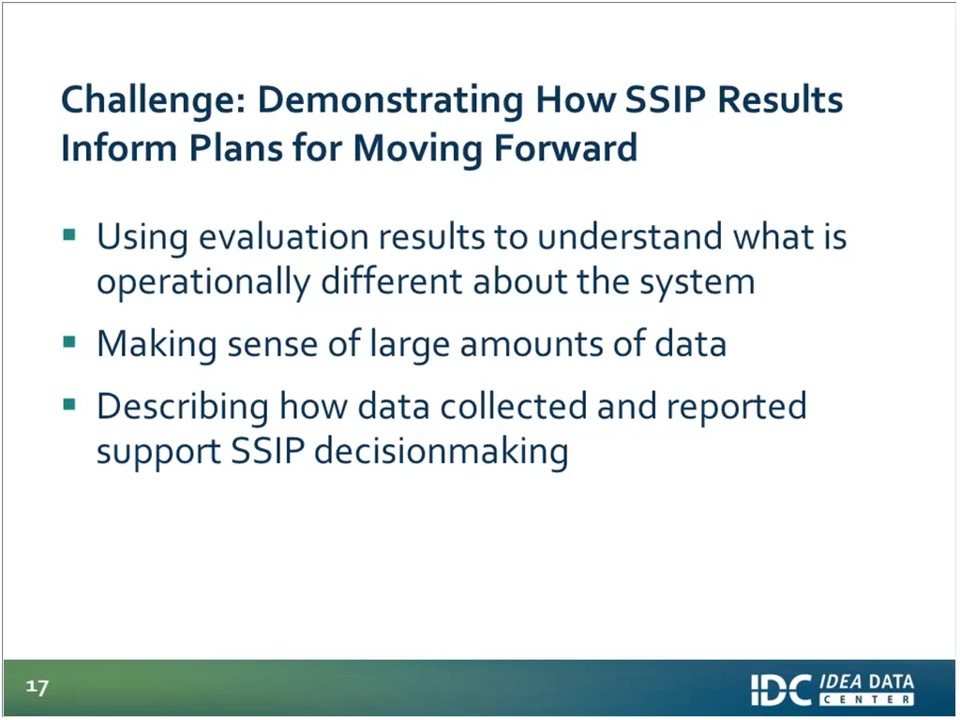 Challenge: Demonstrating How SSIP Results
Inform Plans for Moving Forward
Using evaluation results to understand what is
operationally different about the system
Making sense of large amounts of data
Describing how data collected and reported
support SSIP decisionmaking
17
IDC IDEA DATA
CENTER